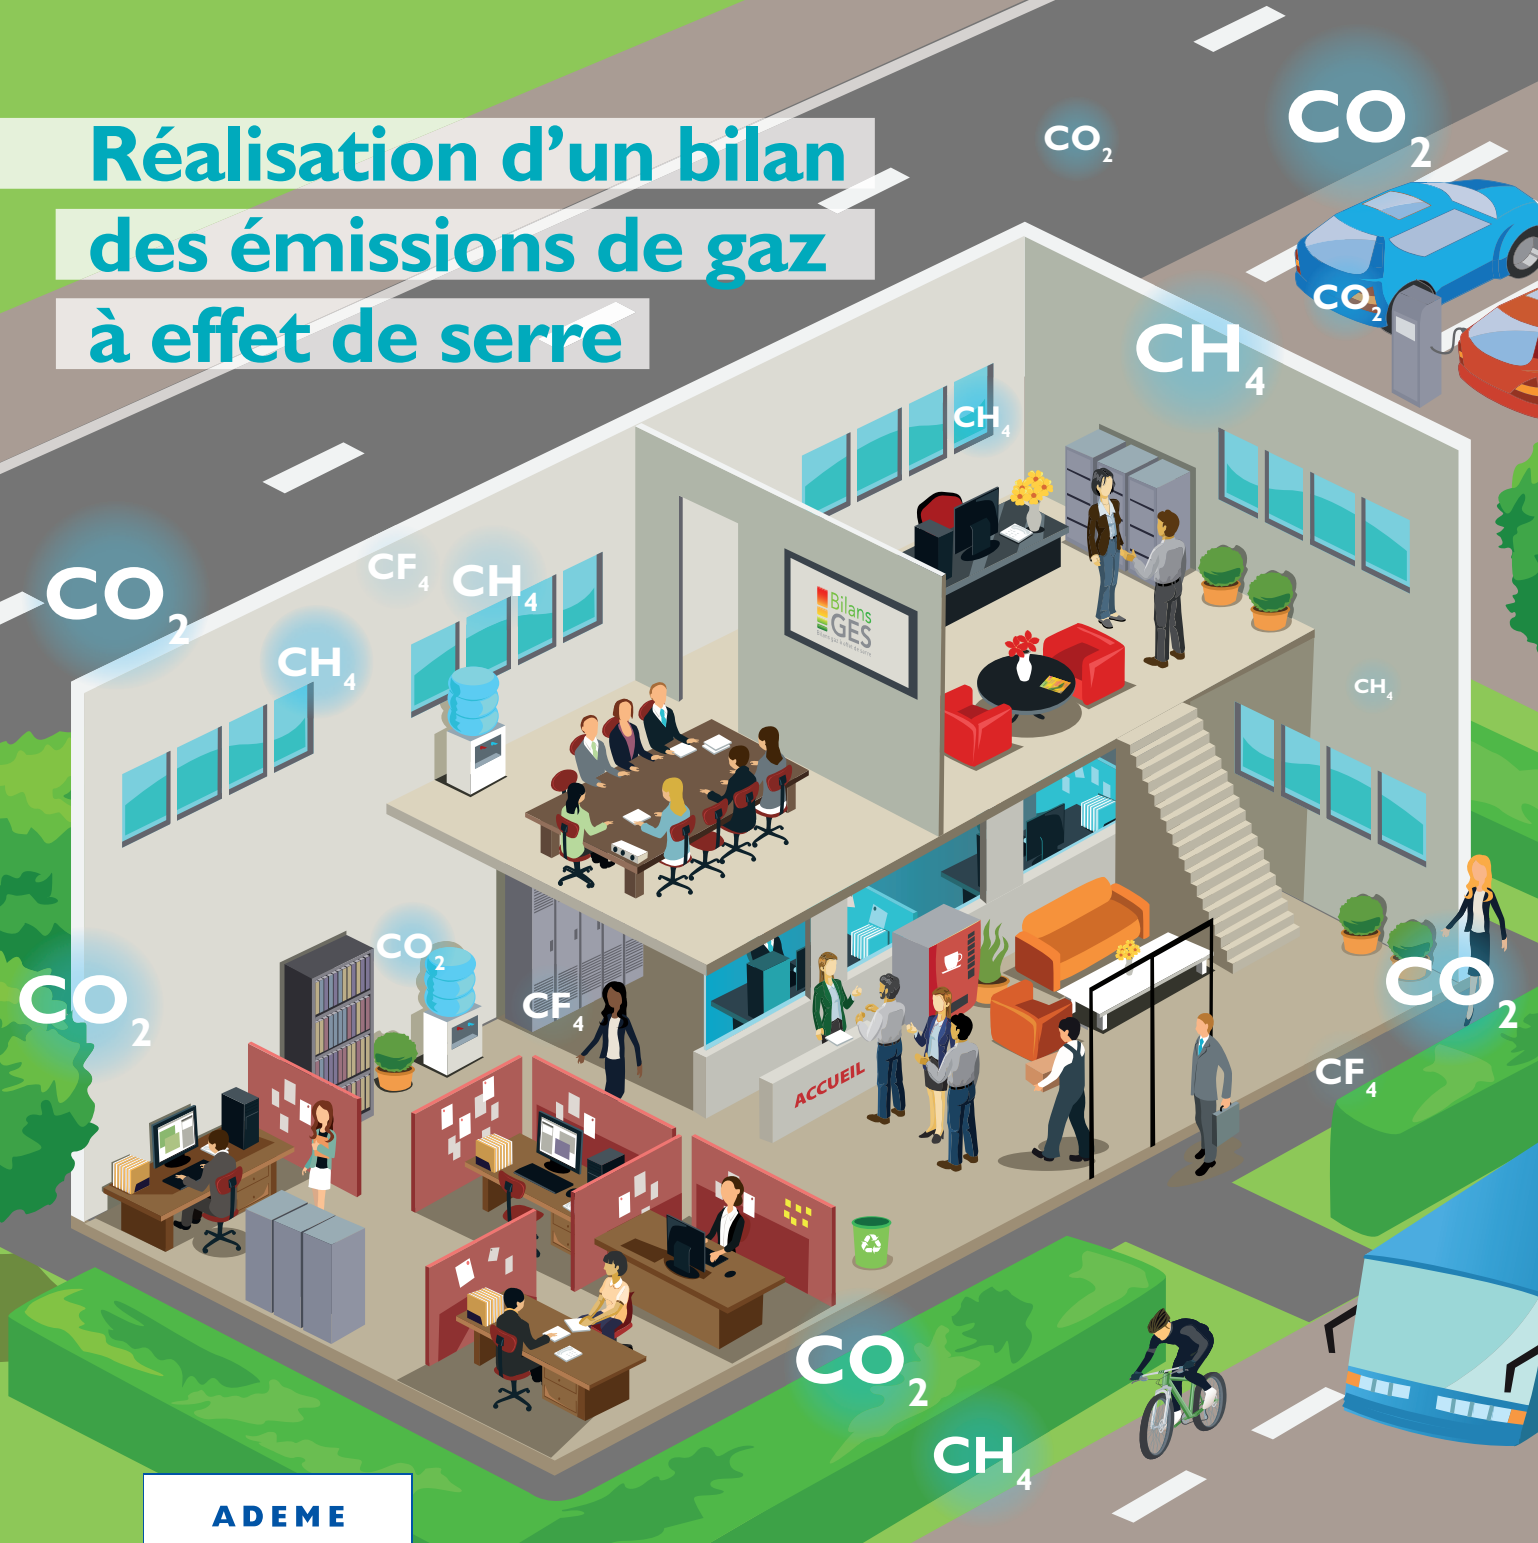 Réalisation d’un bilan
des émissions de gaz
à effet de serre
CO2
CO2
CO2
CH4
CH4
CF4
CH4
CO2
CH4
Bilans
GES
CH4
CO2
CF4
CO2
CO2
ACCUEIL
CF4
CO2
CH4
ADEME